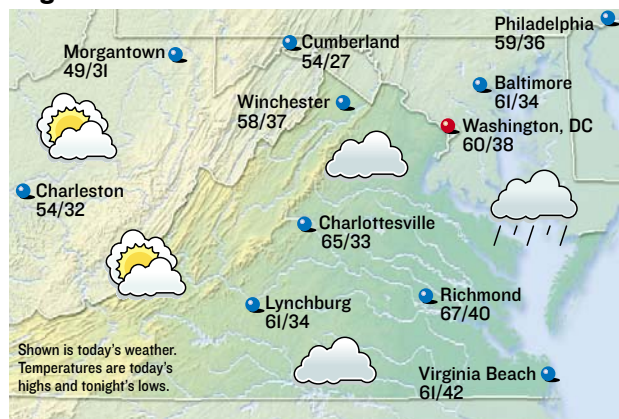 Philadelphia
59/36
Morgantown
49/31
Cumberland
54/27
Baltimore
61/34
Winchester
58/37
Washington, DC
60/38
Charleston
54/32
Charlottesville
65/33
Lynchburg
61/34
Richmond
67/40
Shown is today's weather.
Temperatures are today's
highs and tonight's lows.
Virginia Beach
61/42